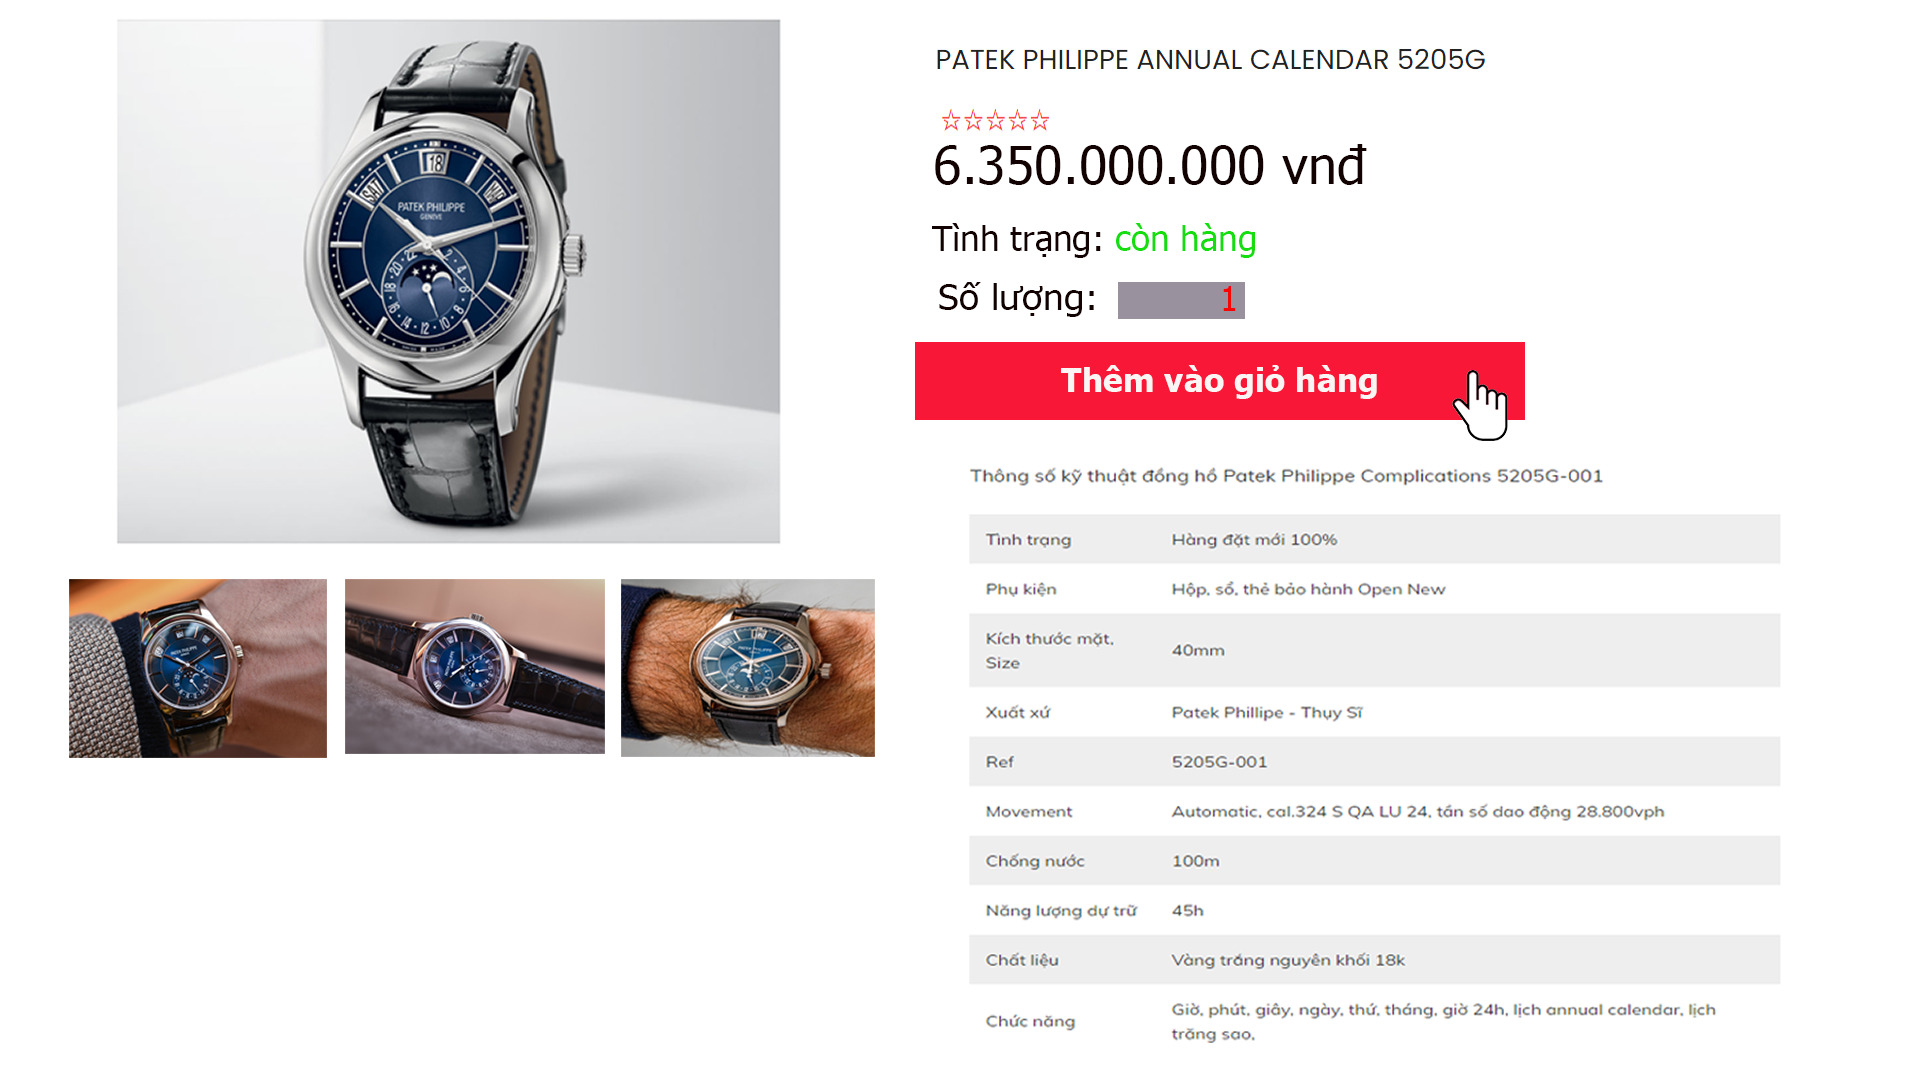 PATEK PHILIPPE ANNUAL CALENDAR 5205G
6.350.000.000 vnđ
Tình trạng: còn hàng
Số lượng: 1
Thêm vào giỏ hàng
SAT
18
PATEK PHILIPPE
GENEVE
Thông số kỹ thuật đồng hồ Patek Philippe Complications 5205G-001
Tình trạng Hàng đặt mới 100%
Phụ kiện Hộp, sổ, thẻ bảo hành Open New
Kích thước mặt,
Size
40mm
Xuất xứ Patek Phillipe - Thụy Sĩ
Ref 5205G-001
Movement Automatic, cal.324 S QA LU 24, tần số dao động 28.800vph
Chống nước 100m
Năng lượng dự trữ 45h
Chất liệu Vàng trắng nguyên khối 18k
Chức năng
Giờ, phút, giây, ngày, thứ, tháng, giờ 24h, lịch annual calendar, lịch
trăng sao,